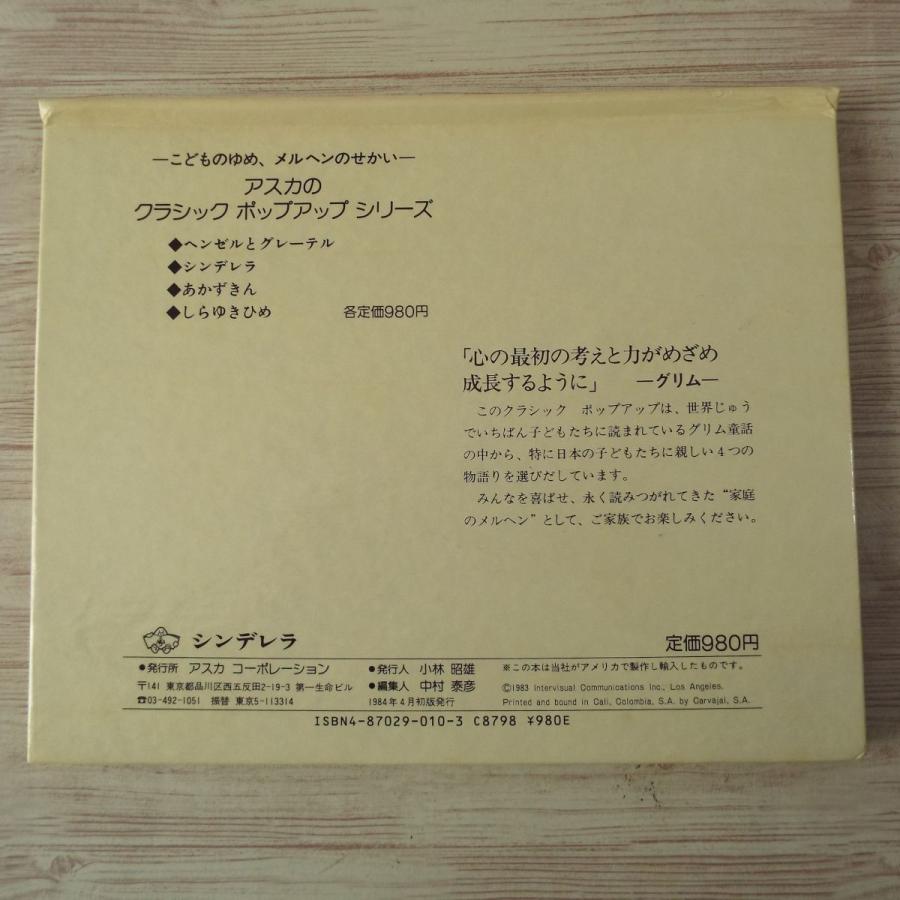 ―こどものゆめ、メルヘンのせかい―
アスカの
クラシック ポップアップ シリーズ
◆ヘンゼルとグレーテル
◆シンデレラ
◆あかずきん
◆しらゆきひめ 各定価980円
「心の最初の考えと力がめざめ
成長するように」 ―グリム―
このクラシック ポップアップは、世界じゅう
でいちばん子どもたちに読まれているグリム童話
の中から、特に日本の子どもたちに親しい4つの
物語りを選びだしています。
みんなを喜ばせ、永く読みつがれてきた“家庭
のメルヘン”として、ご家族でお楽しみください。
シンデレラ 定価980円
●発行所 アスカ コーポレーション ●発行人 小林 昭雄 ※この本は当社がアメリカで製作し輸入したものです。
〒141 東京都品川区西五反田2-19-3 第一生命ビル ●編集人 中村 泰彦 ©1983 Intervisual Communications Inc., Los Angeles.
☎03-492-1051 振替 東京5-113314 1984年4月初版発行 Printed and bound in Cali, Colombia, S.A. by Carvajal, S.A.
ISBN4-87029-010-3 C8798 ¥980E